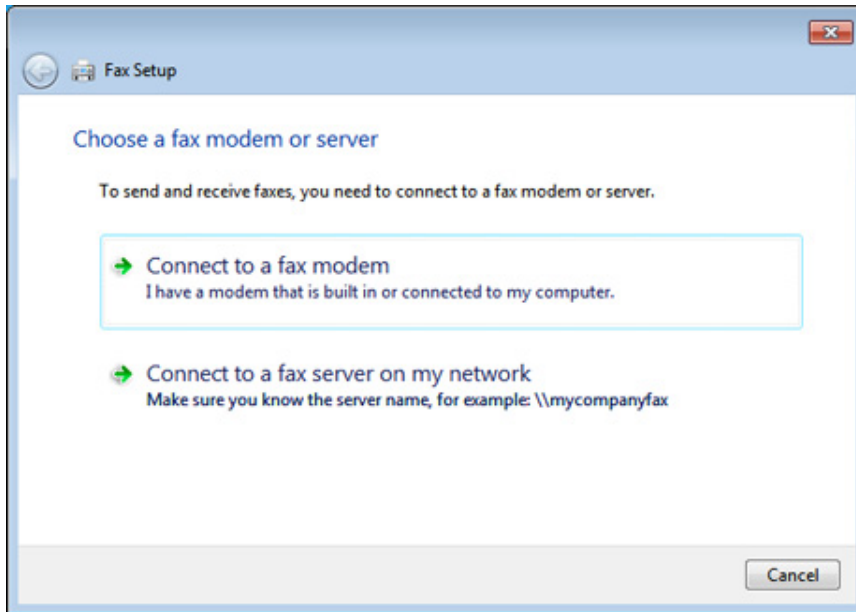 Fax Setup
Choose a fax modem or server
To send and receive faxes, you need to connect to a fax modem or server.
Connect to a fax modem
I have a modem that is built in or connected to my computer.
Connect to a fax server on my network
Make sure you know the server name, for example: \\mycompanyfax
Cancel